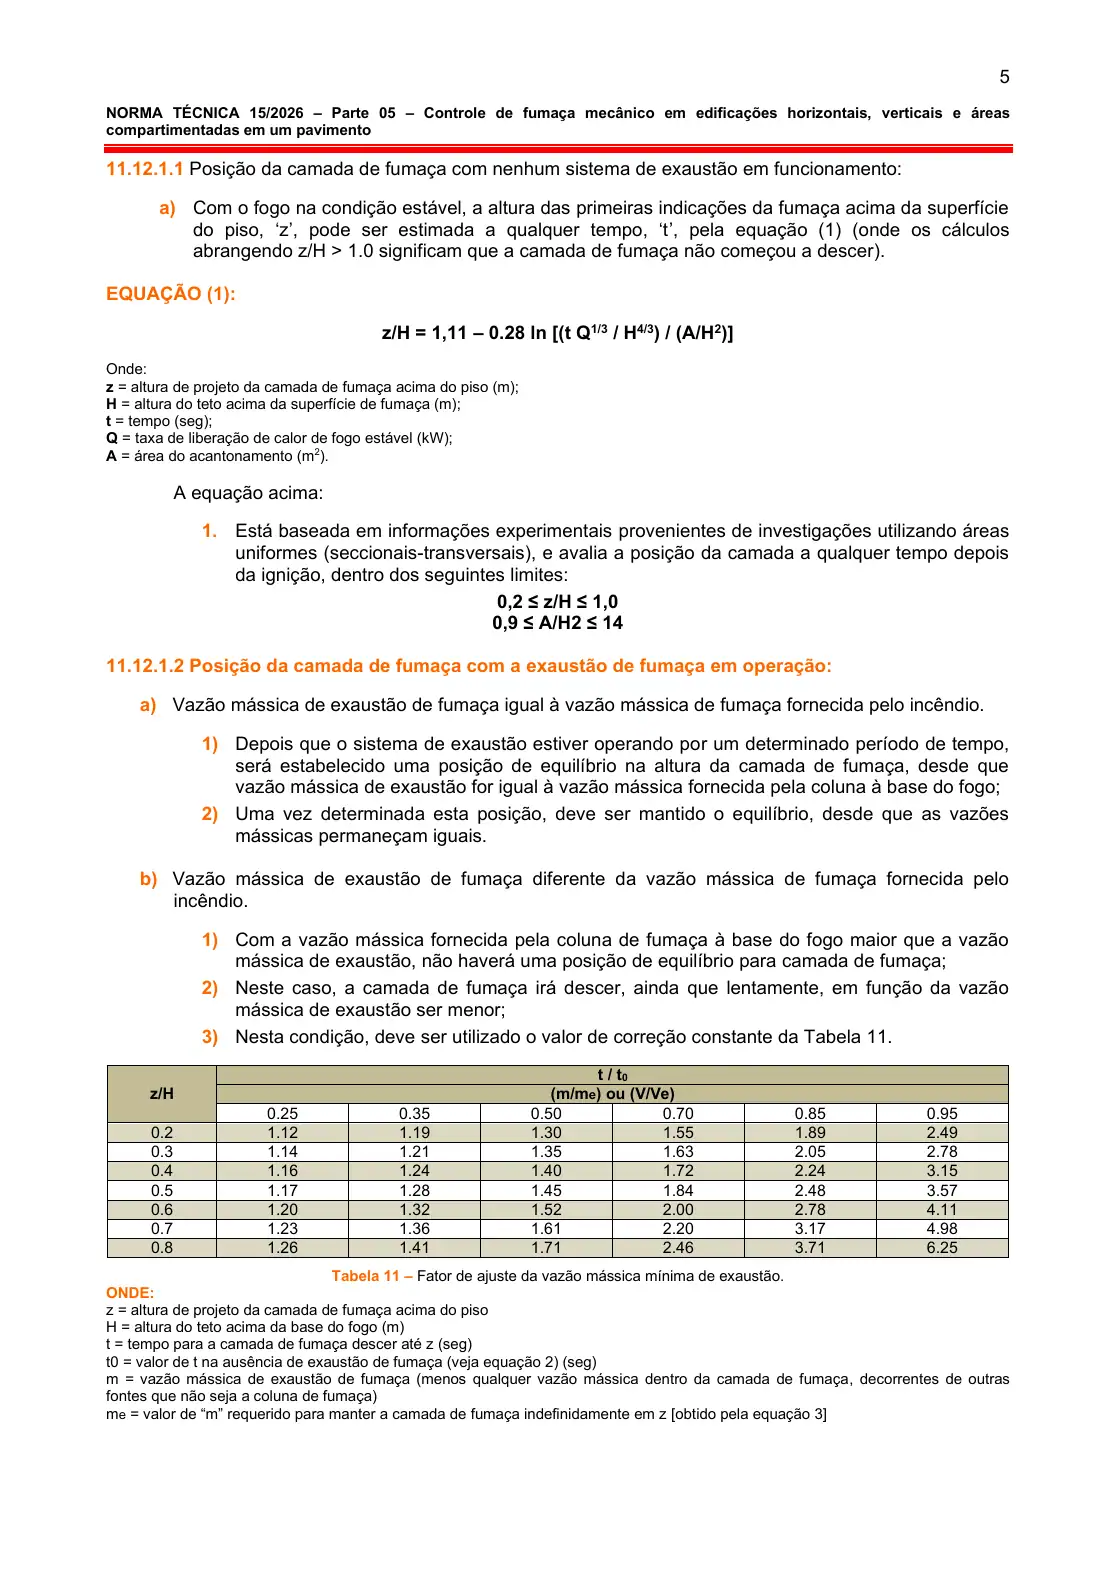 5
NORMA TÉCNICA 15/2026 – Parte 05 – Controle de fumaça mecânico em edificações horizontais, verticais e áreas
compartimentadas em um pavimento
11.12.1.1 Posição da camada de fumaça com nenhum sistema de exaustão em funcionamento:
a) Com o fogo na condição estável, a altura das primeiras indicações da fumaça acima da superfície
do piso, ‘z’, pode ser estimada a qualquer tempo, ‘t’, pela equação (1) (onde os cálculos
abrangendo z/H > 1.0 significam que a camada de fumaça não começou a descer).
EQUAÇÃO (1):
z/H = 1,11 – 0.28 ln [(t Q1/3 / H4/3) / (A/H2)]
Onde:
z = altura de projeto da camada de fumaça acima do piso (m);
H = altura do teto acima da superfície de fumaça (m);
t = tempo (seg);
Q = taxa de liberação de calor de fogo estável (kW);
A = área do acantonamento (m2).
A equação acima:
1. Está baseada em informações experimentais provenientes de investigações utilizando áreas
uniformes (seccionais-transversais), e avalia a posição da camada a qualquer tempo depois
da ignição, dentro dos seguintes limites:
0,2 ≤ z/H ≤ 1,0
0,9 ≤ A/H2 ≤ 14
11.12.1.2 Posição da camada de fumaça com a exaustão de fumaça em operação:
a) Vazão mássica de exaustão de fumaça igual à vazão mássica de fumaça fornecida pelo incêndio.
1) Depois que o sistema de exaustão estiver operando por um determinado período de tempo,
será estabelecido uma posição de equilíbrio na altura da camada de fumaça, desde que
vazão mássica de exaustão for igual à vazão mássica fornecida pela coluna à base do fogo;
2) Uma vez determinada esta posição, deve ser mantido o equilíbrio, desde que as vazões
mássicas permaneçam iguais.
b) Vazão mássica de exaustão de fumaça diferente da vazão mássica de fumaça fornecida pelo
incêndio.
1) Com a vazão mássica fornecida pela coluna de fumaça à base do fogo maior que a vazão
mássica de exaustão, não haverá uma posição de equilíbrio para camada de fumaça;
2) Neste caso, a camada de fumaça irá descer, ainda que lentamente, em função da vazão
mássica de exaustão ser menor;
3) Nesta condição, deve ser utilizado o valor de correção constante da Tabela 11.
z/H
t / t0
(m/me) ou (V/Ve)
0.25 0.35 0.50 0.70 0.85 0.95
0.2 1.12 1.19 1.30 1.55 1.89 2.49
0.3 1.14 1.21 1.35 1.63 2.05 2.78
0.4 1.16 1.24 1.40 1.72 2.24 3.15
0.5 1.17 1.28 1.45 1.84 2.48 3.57
0.6 1.20 1.32 1.52 2.00 2.78 4.11
0.7 1.23 1.36 1.61 2.20 3.17 4.98
0.8 1.26 1.41 1.71 2.46 3.71 6.25
Tabela 11 – Fator de ajuste da vazão mássica mínima de exaustão.
ONDE:
z = altura de projeto da camada de fumaça acima do piso
H = altura do teto acima da base do fogo (m)
t = tempo para a camada de fumaça descer até z (seg)
t0 = valor de t na ausência de exaustão de fumaça (veja equação 2) (seg)
m = vazão mássica de exaustão de fumaça (menos qualquer vazão mássica dentro da camada de fumaça, decorrentes de outras
fontes que não seja a coluna de fumaça)
me = valor de “m” requerido para manter a camada de fumaça indefinidamente em z [obtido pela equação 3]